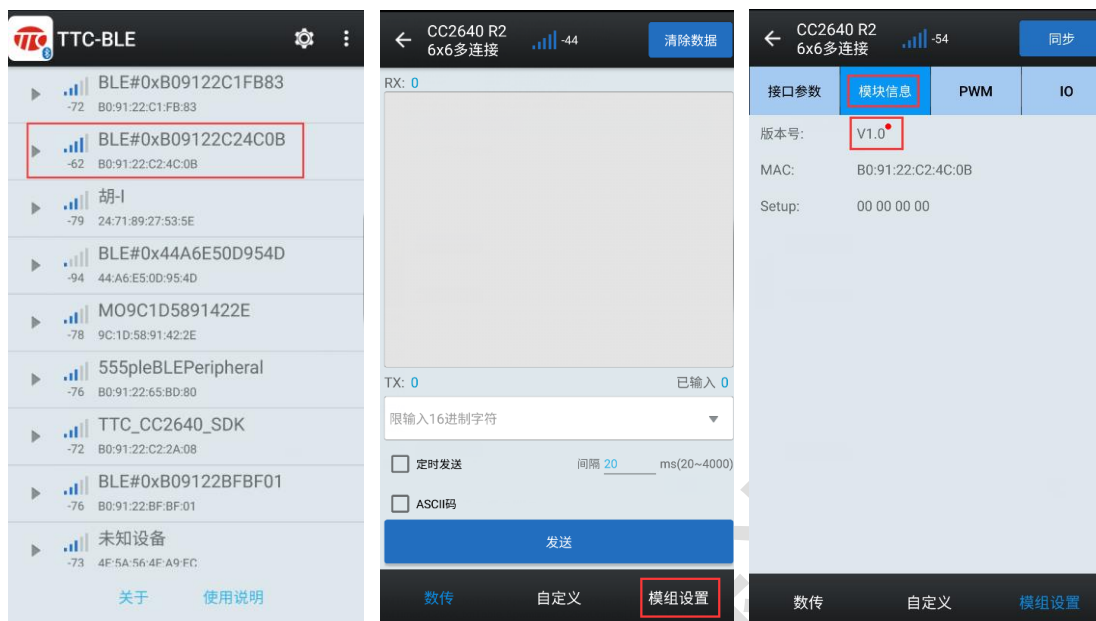 TTC TTC-BLE
BLE#0xB09122C1FB83
-72 B0:91:22:C1:FB:83
BLE#0xB09122C24C0B
-62 B0:91:22:C2:4C:0B
胡-I
-79 24:71:89:27:53:5E
BLE#0x44A6E50D954D
-94 44:A6:E5:0D:95:4D
MO9C1D5891422E
-78 9C:1D:58:91:42:2E
555pleBLEPeripheral
-76 B0:91:22:65:BD:80
TTC_CC2640_SDK
-72 B0:91:22:C2:2A:08
BLE#0xB09122BFBF01
-76 B0:91:22:BF:BF:01
未知设备
-73 4E:5A:56:4E:A9:FC
关于 使用说明
CC2640 R2
6x6多连接 -44 清除数据
RX: 0
TX: 0 已输入 0
限输入16进制字符
定时发送 间隔 20 ms(20~4000)
ASCII码
发送
数传 自定义 模组设置
CC2640 R2
6x6多连接 -54 同步
接口参数 模块信息 PWM IO
版本号: V1.0
MAC: B0:91:22:C2:4C:0B
Setup: 00 00 00 00
数传 自定义 模组设置